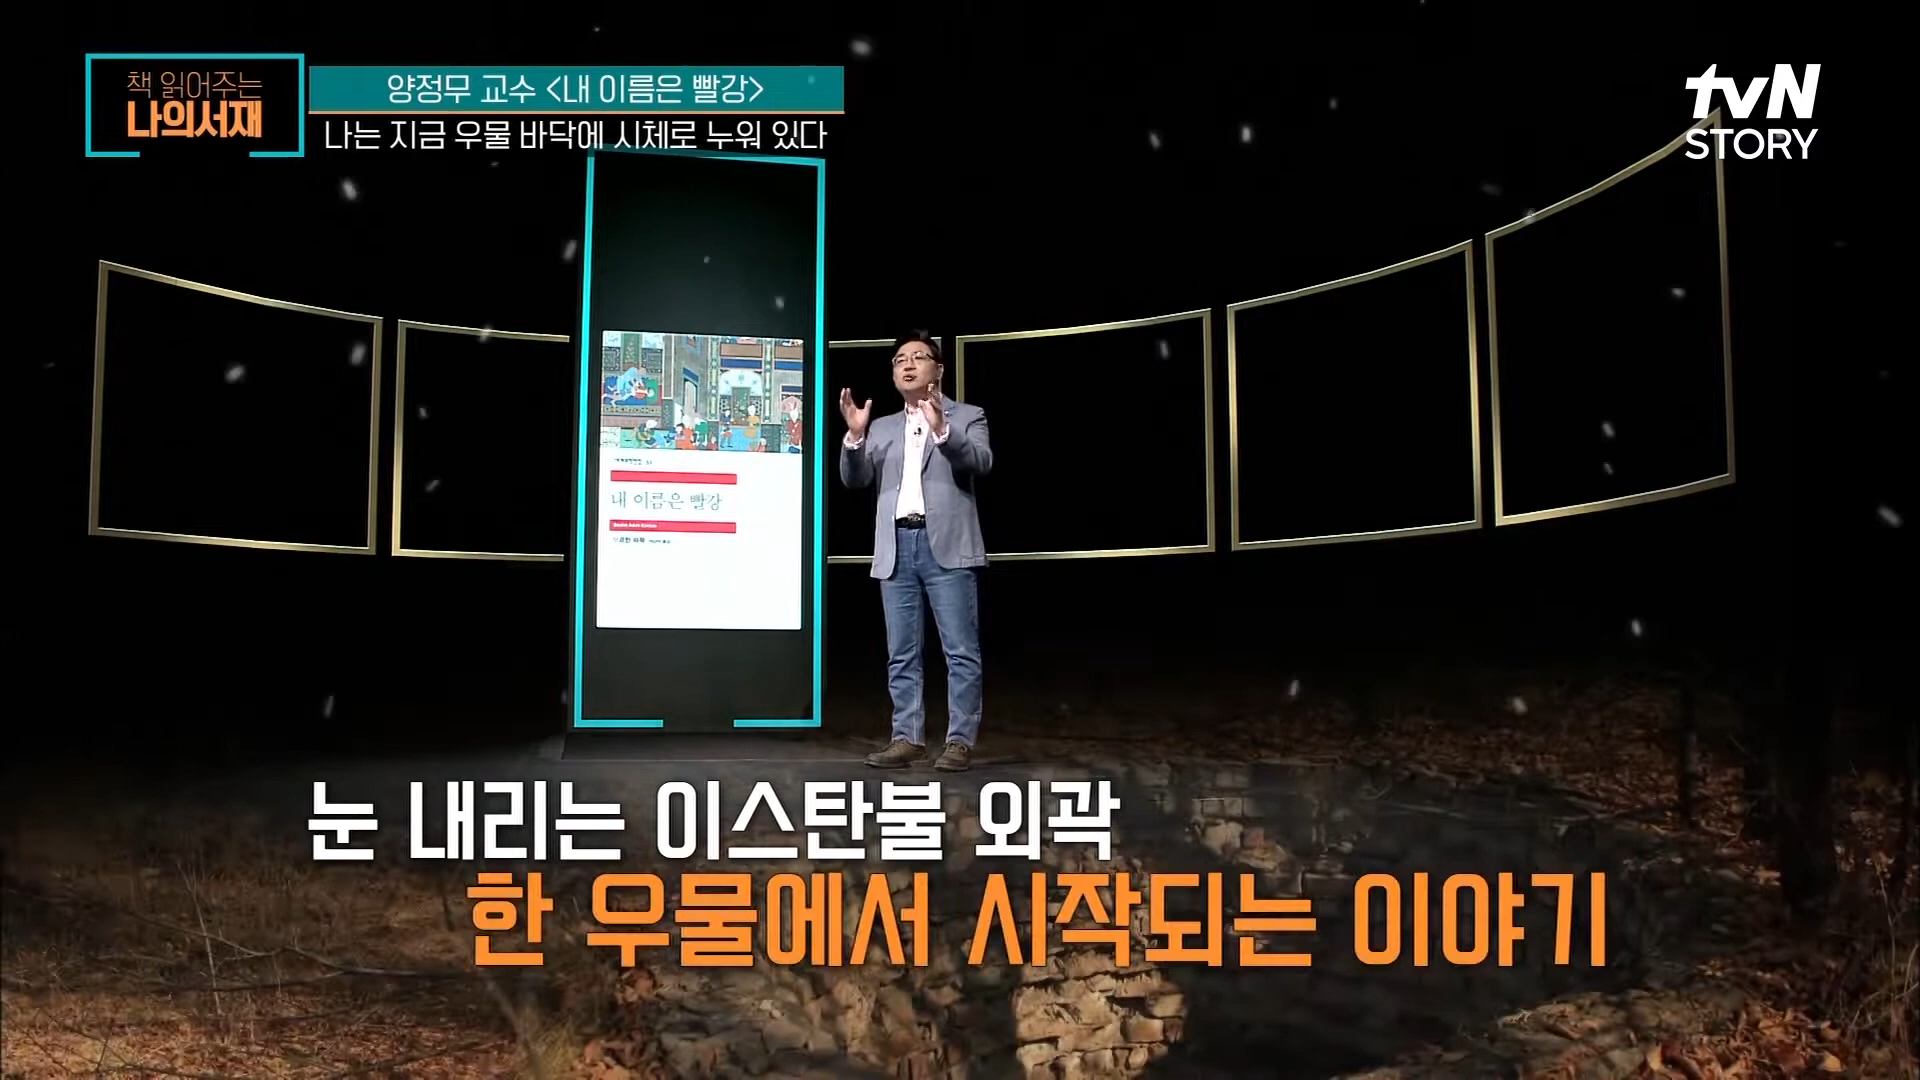 책 읽어주는
나의서재
양정무 교수 <내 이름은 빨강>
나는 지금 우물 바닥에 시체로 누워 있다
tvN
STORY
내 이름은 빨강
눈 내리는 이스탄불 외곽
한 우물에서 시작되는 이야기